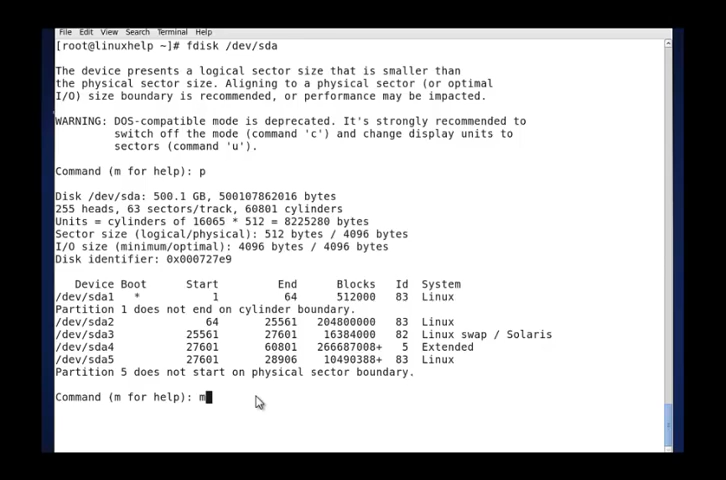 File Edit View Search Terminal Help
[root@linuxhelp ~]# fdisk /dev/sda
The device presents a logical sector size that is smaller than
the physical sector size. Aligning to a physical sector (or optimal
I/O) size boundary is recommended, or performance may be impacted.
WARNING: DOS-compatible mode is deprecated. It's strongly recommended to
switch off the mode (command 'c') and change display units to
sectors (command 'u').
Command (m for help): p
Disk /dev/sda: 500.1 GB, 500107862016 bytes
255 heads, 63 sectors/track, 60801 cylinders
Units = cylinders of 16065 * 512 = 8225280 bytes
Sector size (logical/physical): 512 bytes / 4096 bytes
I/O size (minimum/optimal): 4096 bytes / 4096 bytes
Disk identifier: 0x000727e9
Device Boot Start End Blocks Id System
/dev/sda1 * 1 64 512000 83 Linux
Partition 1 does not end on cylinder boundary.
/dev/sda2 64 25561 204800000 83 Linux
/dev/sda3 25561 27601 16384000 82 Linux swap / Solaris
/dev/sda4 27601 60801 266687008+ 5 Extended
/dev/sda5 27601 28906 10490388+ 83 Linux
Partition 5 does not start on physical sector boundary.
Command (m for help): m